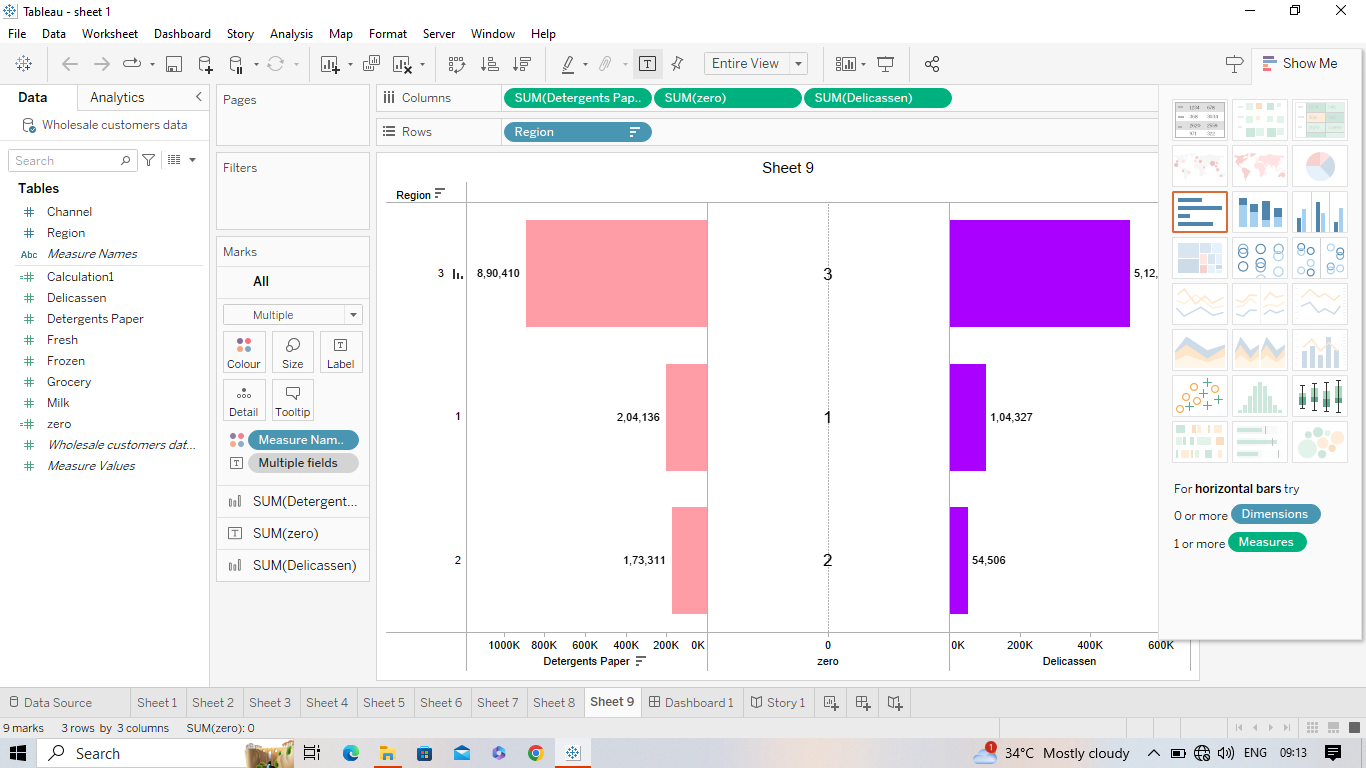 Tableau - sheet 1
File Data Worksheet Dashboard Story Analysis Map Format Server Window Help
Entire View
Show Me
Data Analytics
Wholesale customers data
Search
Tables
Channel
Region
Abc Measure Names
Calculation1
Delicassen
Detergents Paper
Fresh
Frozen
Grocery
Milk
zero
Wholesale customers dat...
Measure Values
Pages
Filters
Marks
All
Multiple
Colour Size Label
Detail Tooltip
Measure Nam..
Multiple fields
SUM(Detergent...
SUM(zero)
SUM(Delicassen)
Columns SUM(Detergents Pap.. SUM(zero) SUM(Delicassen)
Rows Region
Sheet 9
Region
3 8,90,410 3 5,12,
1 2,04,136 1 1,04,327
2 1,73,311 2 54,506
1000K 800K 600K 400K 200K 0K 0 0K 200K 400K 600K
Detergents Paper zero Delicassen
For horizontal bars try
0 or more Dimensions
1 or more Measures
Data Source Sheet 1 Sheet 2 Sheet 3 Sheet 4 Sheet 5 Sheet 6 Sheet 7 Sheet 8 Sheet 9 Dashboard 1 Story 1
9 marks 3 rows by 3 columns SUM(zero): 0
Search 1 34°C Mostly cloudy ENG 09:13